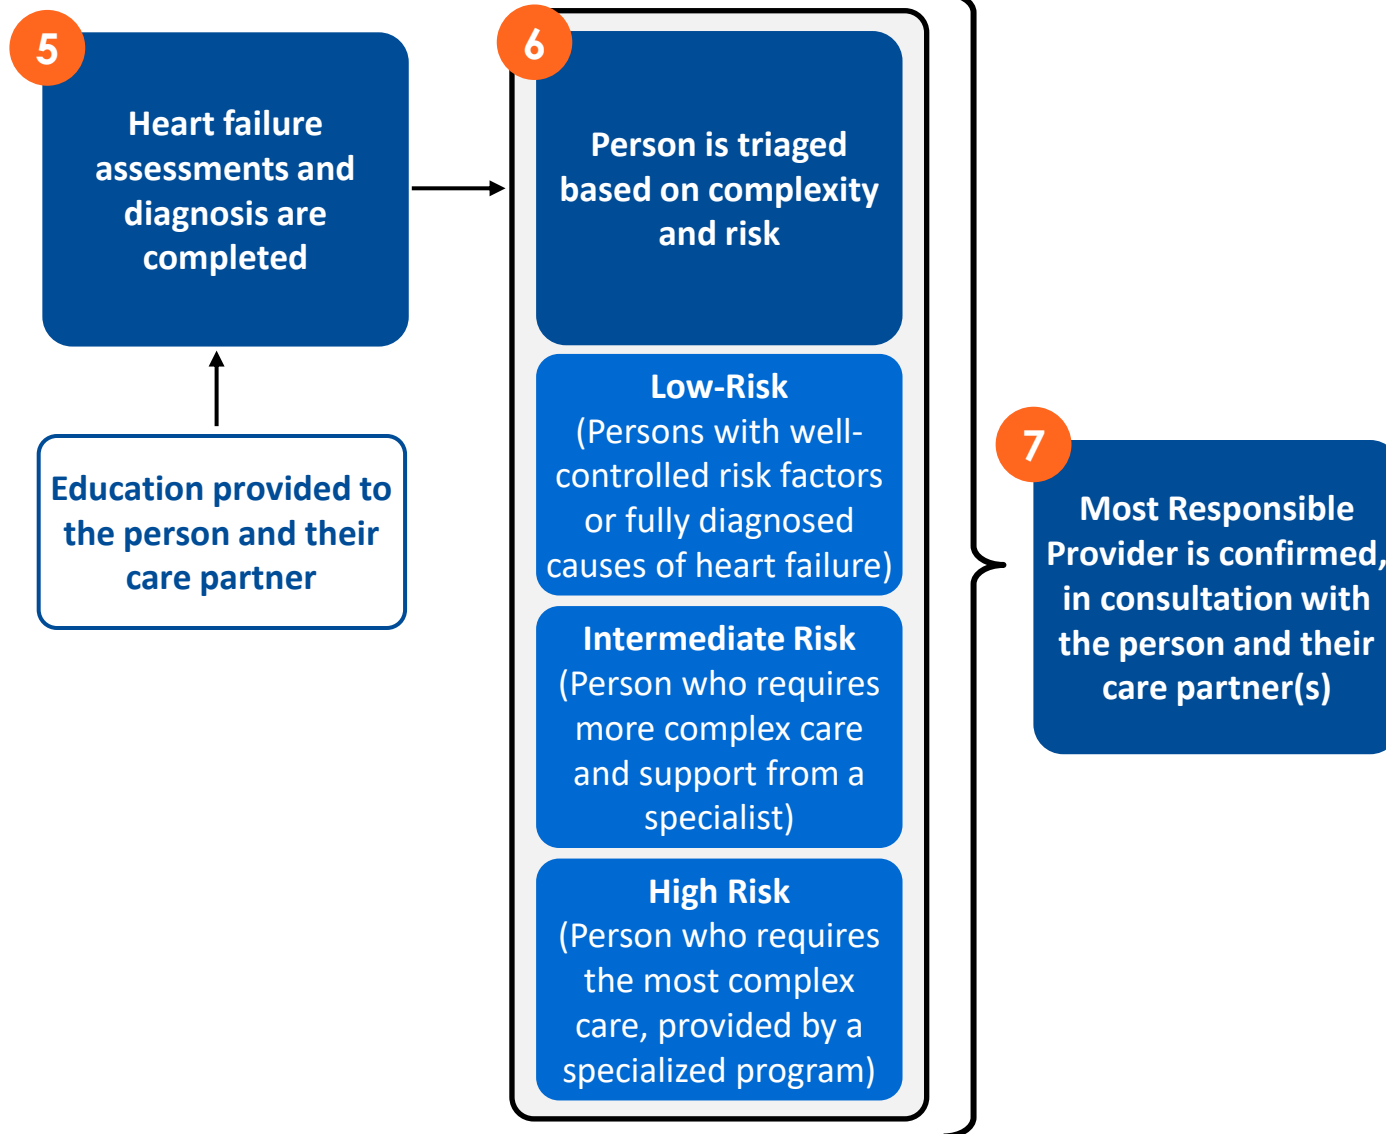 5
Heart failure
assessments and
diagnosis are
completed
Education provided to
the person and their
care partner
6
Person is triaged
based on complexity
and risk
Low-Risk
(Persons with well-
controlled risk factors
or fully diagnosed
causes of heart failure)
Intermediate Risk
(Person who requires
more complex care
and support from a
specialist)
High Risk
(Person who requires
the most complex
care, provided by a
specialized program)
7
Most Responsible
Provider is confirmed,
in consultation with
the person and their
care partner(s)